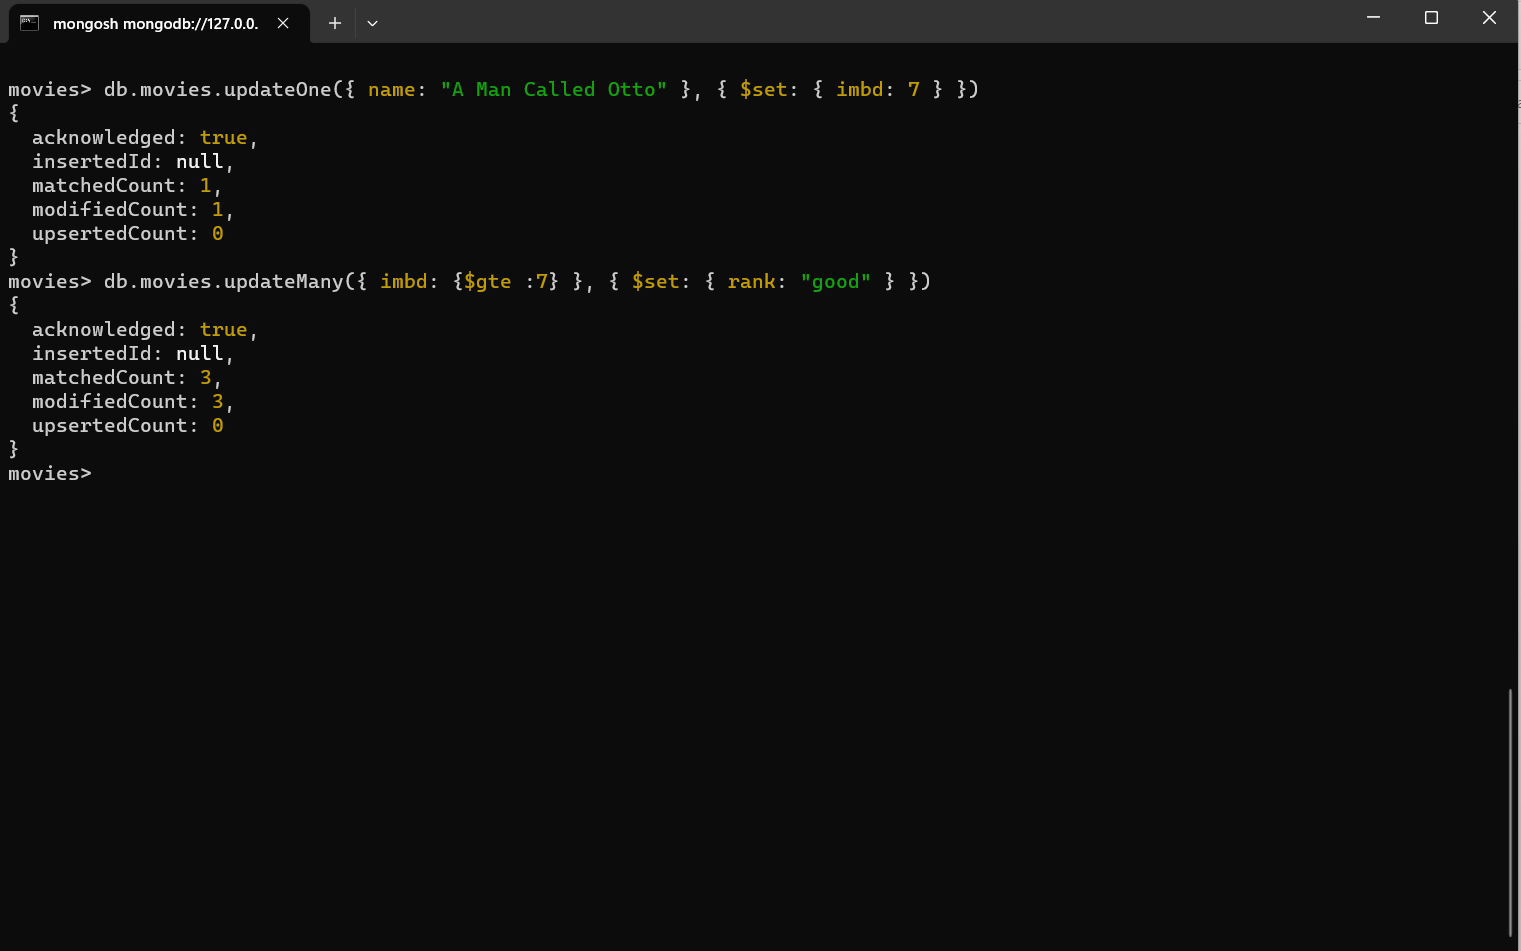 mongosh mongodb://127.0.0.
movies> db.movies.updateOne({ name: "A Man Called Otto" }, { $set: { imbd: 7 } })
{
  acknowledged: true,
  insertedId: null,
  matchedCount: 1,
  modifiedCount: 1,
  upsertedCount: 0
}
movies> db.movies.updateMany({ imbd: {$gte :7} }, { $set: { rank: "good" } })
{
  acknowledged: true,
  insertedId: null,
  matchedCount: 3,
  modifiedCount: 3,
  upsertedCount: 0
}
movies>